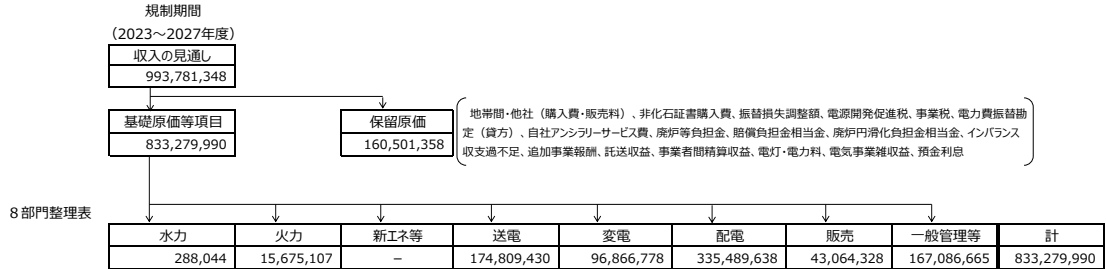 規制期間
（2023～2027年度）
収入の見通し
993,781,348
基礎原価等項目
833,279,990
保留原価
160,501,358
地帯間・他社（購入費・販売料）、非化石証書購入費、振替損失調整額、電源開発促進税、事業税、電力費振替勘
定（貸方）、自社アンシラリーサービス費、廃炉等負担金、賠償負担金相当金、廃炉円滑化負担金相当金、インバランス
収支過不足、追加事業報酬、託送収益、事業者間精算収益、電灯・電力料、電気事業雑収益、預金利息
８部門整理表
水力 火力 新エネ等 送電 変電 配電 販売 一般管理等 計
288,044 15,675,107 － 174,809,430 96,866,778 335,489,638 43,064,328 167,086,665 833,279,990